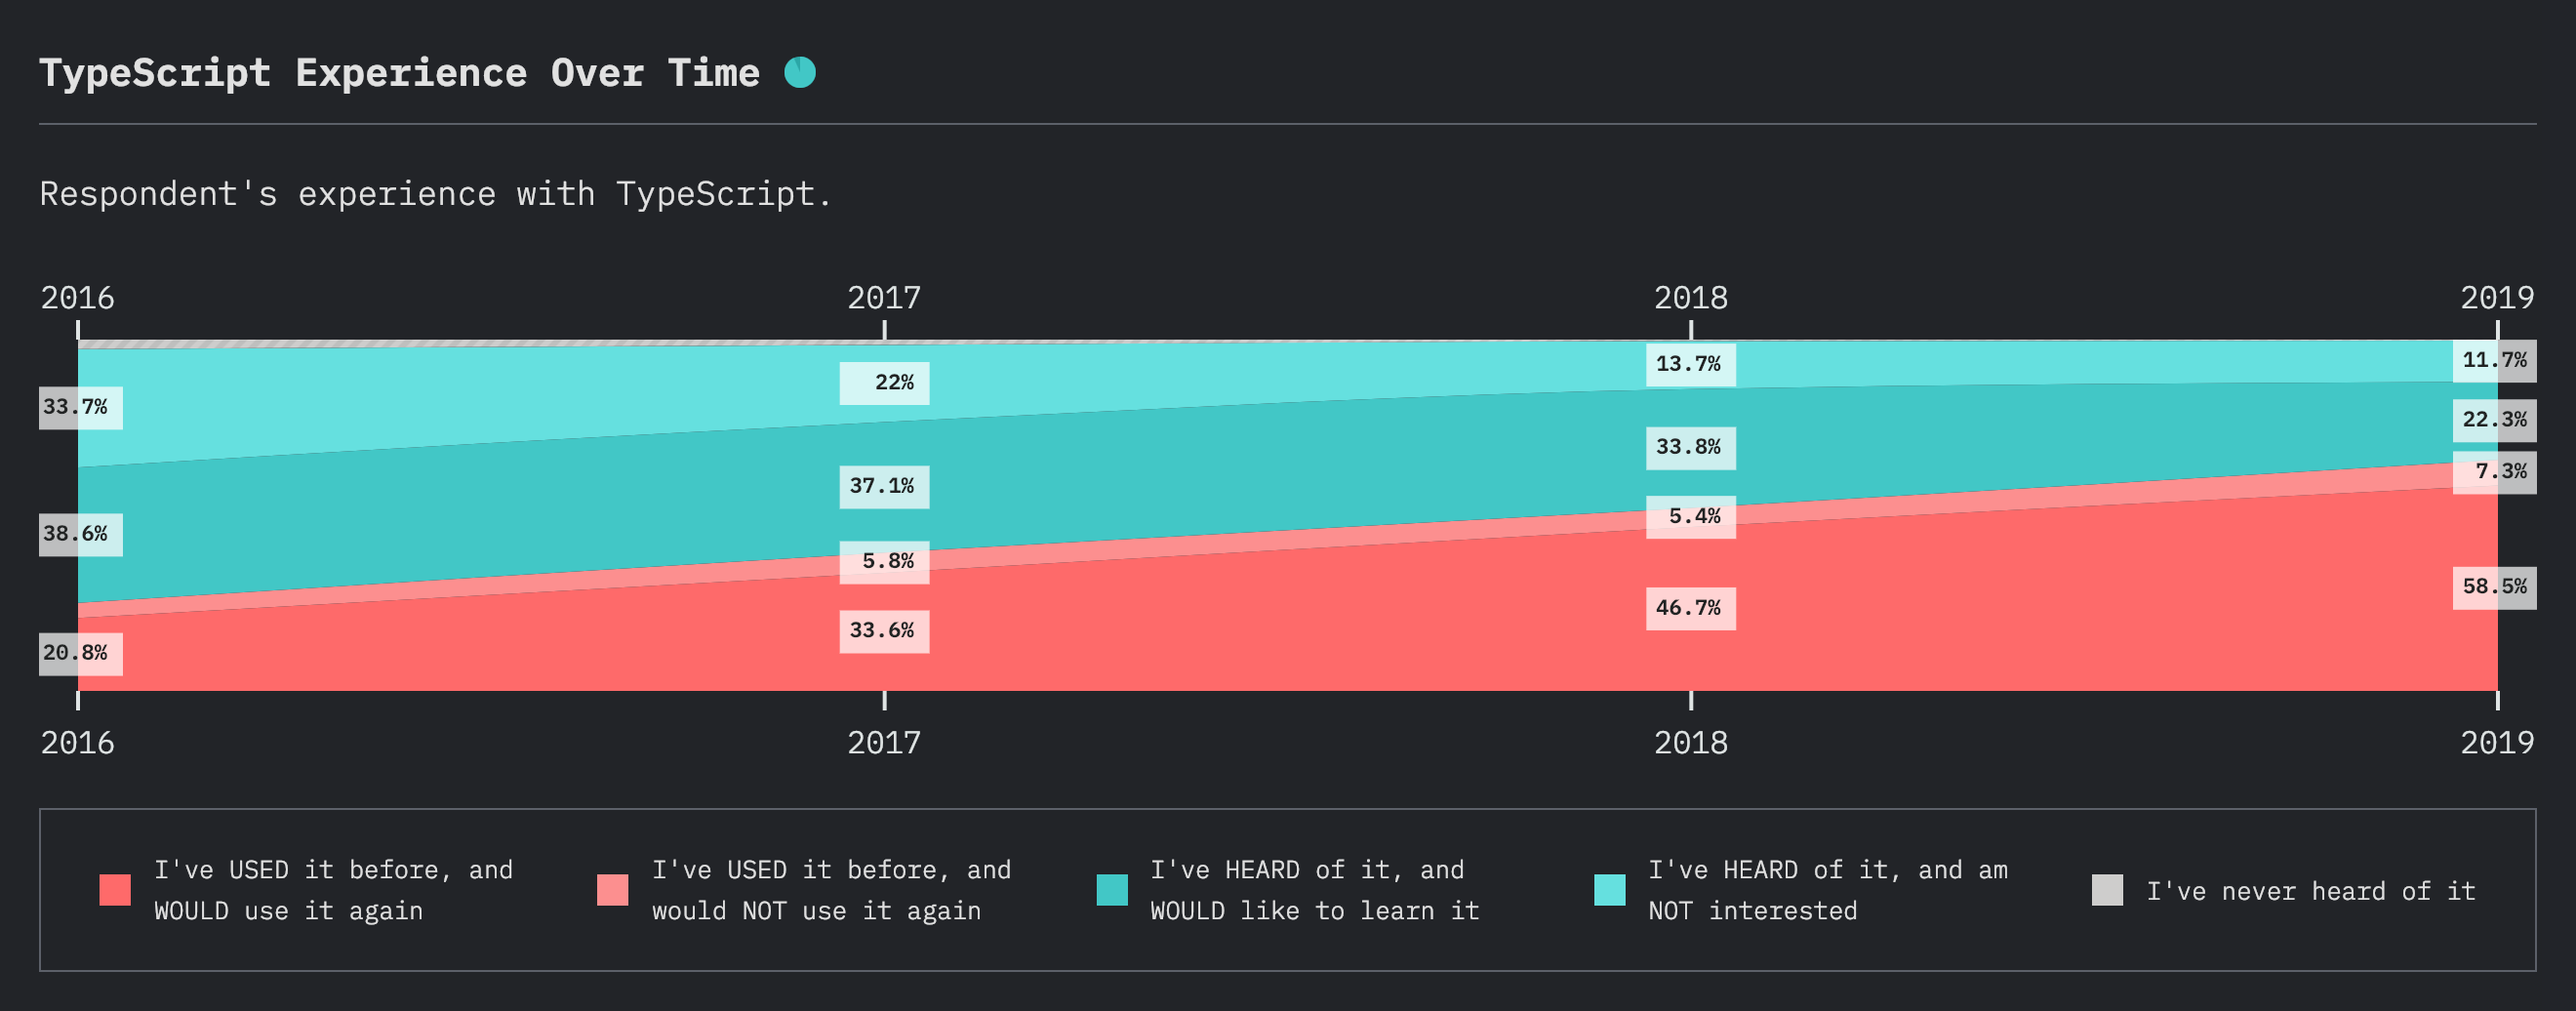 TypeScript Experience Over Time
Respondent's experience with TypeScript.
2016 2017 2018 2019
33.7% 22% 13.7% 11.7%
38.6% 37.1% 33.8% 22.3%
5.8% 5.4% 7.3%
20.8% 33.6% 46.7% 58.5%
2016 2017 2018 2019
I've USED it before, and
WOULD use it again
I've USED it before, and
would NOT use it again
I've HEARD of it, and
WOULD like to learn it
I've HEARD of it, and am
NOT interested
I've never heard of it